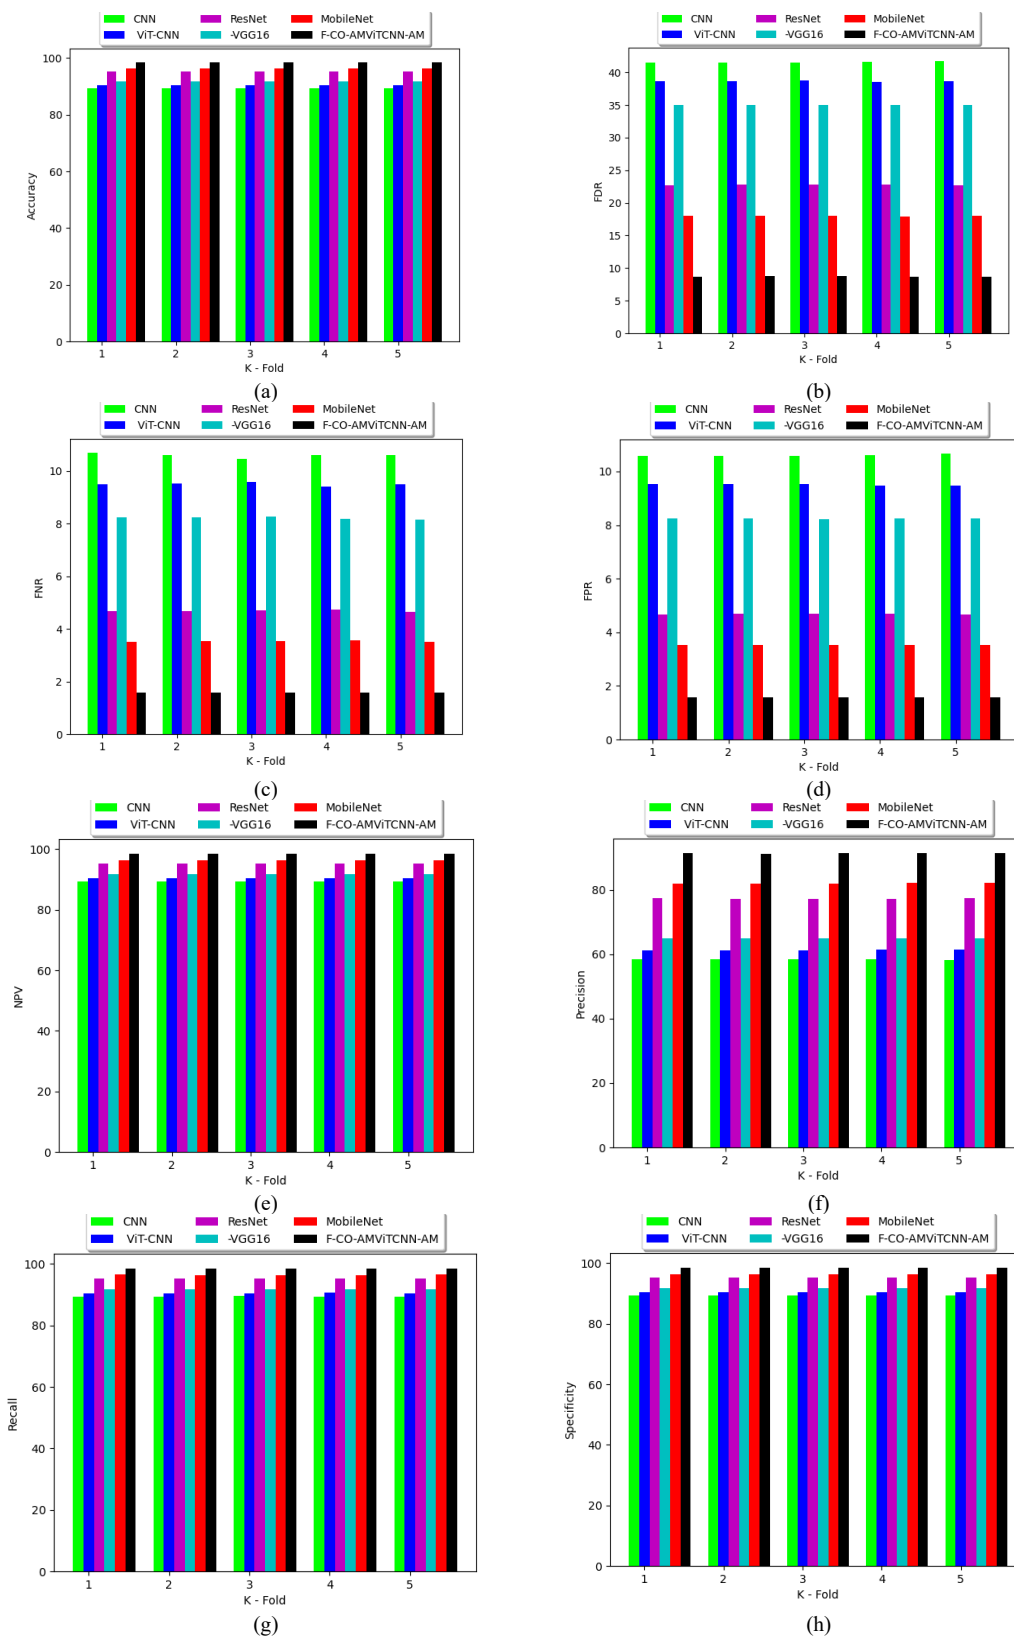 CNN ResNet MobileNet
ViT-CNN -VGG16 F-CO-AMViTCNN-AM
100
80
60
40
20
0
Accuracy
1 2 3 4 5
K - Fold
(a)
CNN ResNet MobileNet
ViT-CNN -VGG16 F-CO-AMViTCNN-AM
40
35
30
25
20
15
10
5
0
FDR
1 2 3 4 5
K - Fold
(b)
CNN ResNet MobileNet
ViT-CNN -VGG16 F-CO-AMViTCNN-AM
10
8
6
4
2
0
FNR
1 2 3 4 5
K - Fold
(c)
CNN ResNet MobileNet
ViT-CNN -VGG16 F-CO-AMViTCNN-AM
10
8
6
4
2
0
FPR
1 2 3 4 5
K - Fold
(d)
CNN ResNet MobileNet
ViT-CNN -VGG16 F-CO-AMViTCNN-AM
100
80
60
40
20
0
NPV
1 2 3 4 5
K - Fold
(e)
CNN ResNet MobileNet
ViT-CNN -VGG16 F-CO-AMViTCNN-AM
80
60
40
20
0
Precision
1 2 3 4 5
K - Fold
(f)
CNN ResNet MobileNet
ViT-CNN -VGG16 F-CO-AMViTCNN-AM
100
80
60
40
20
0
Recall
1 2 3 4 5
K - Fold
(g)
CNN ResNet MobileNet
ViT-CNN -VGG16 F-CO-AMViTCNN-AM
100
80
60
40
20
0
Specificity
1 2 3 4 5
K - Fold
(h)